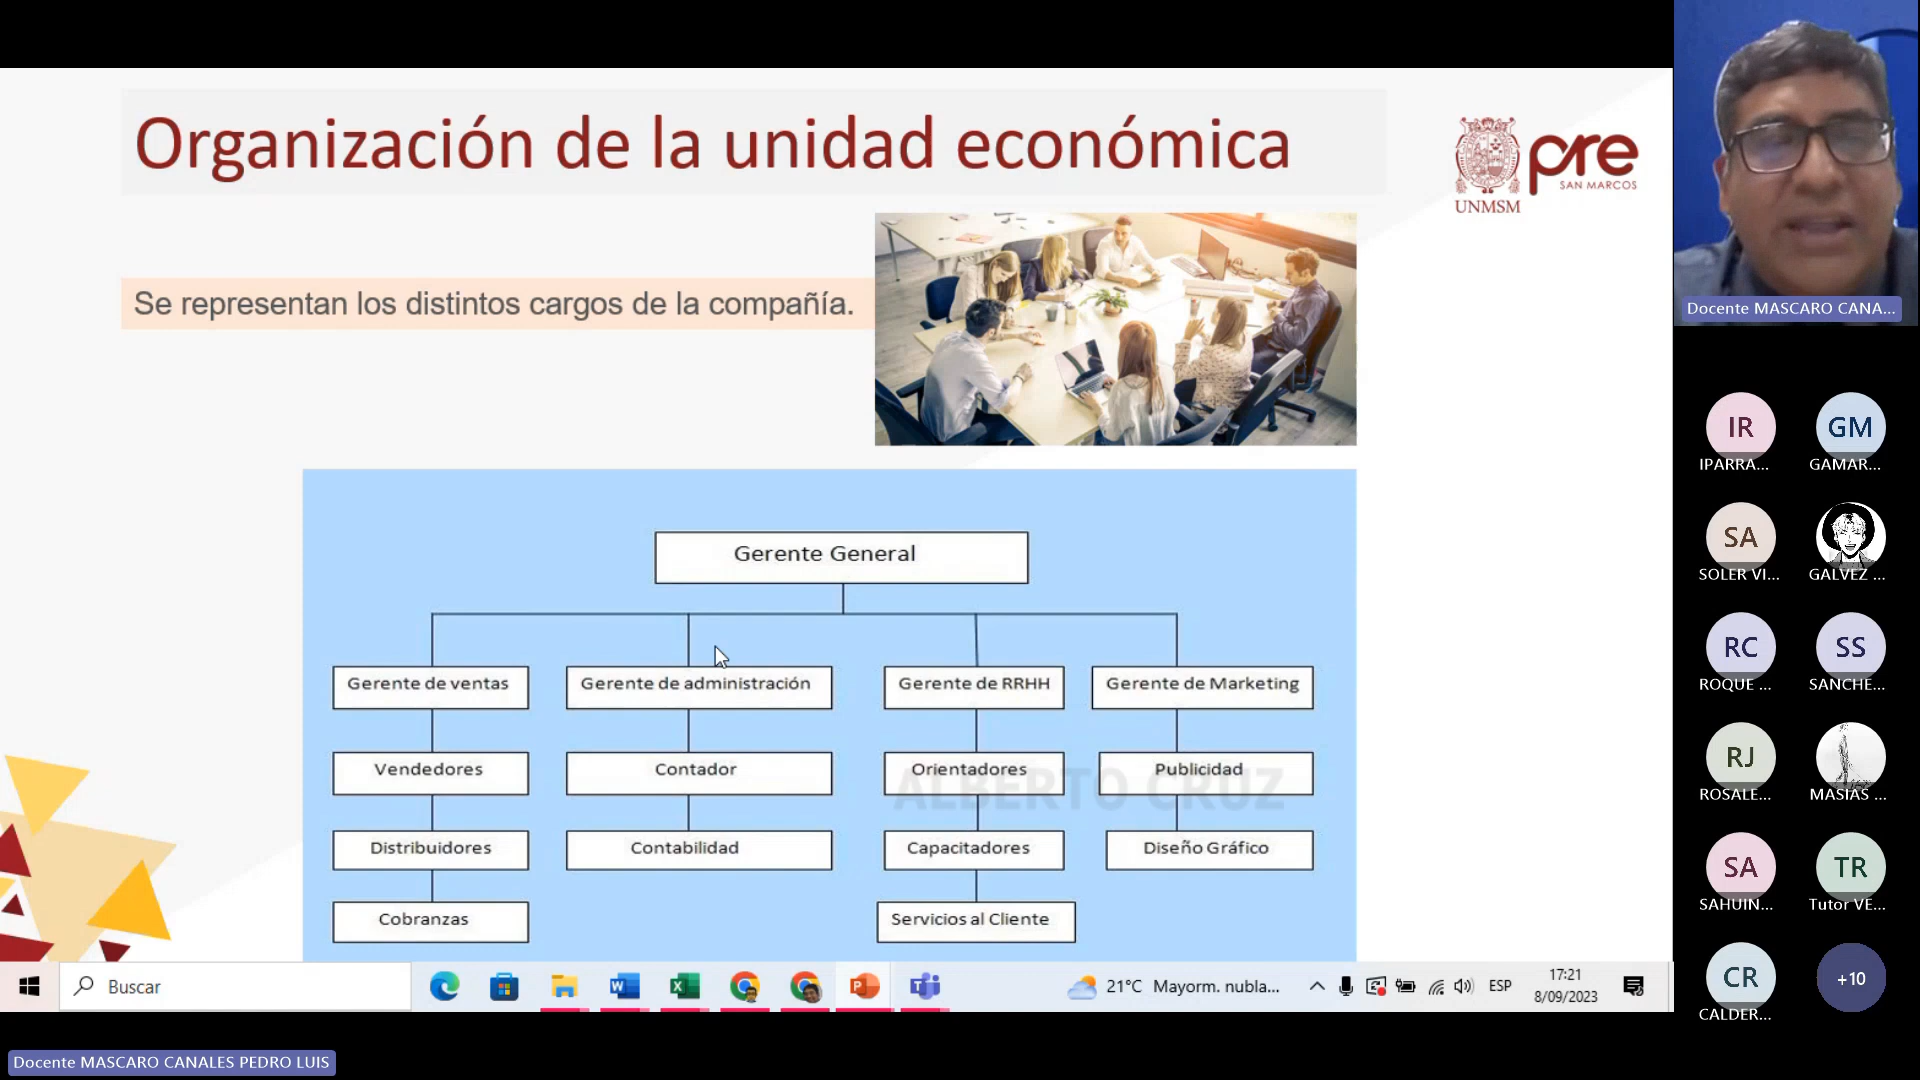 Organización de la unidad económica
UNMSM
pre
SAN MARCOS
Se representan los distintos cargos de la compañía.
Gerente General
Gerente de ventas
Gerente de administración
Gerente de RRHH
Gerente de Marketing
Vendedores
Contador
Orientadores
Publicidad
ALBERTO CRUZ
Distribuidores
Contabilidad
Capacitadores
Diseño Gráfico
Cobranzas
Servicios al Cliente
Buscar
21°C Mayorm. nubla...
ESP
17:21
8/09/2023
Docente MASCARO CANALES PEDRO LUIS
Docente MASCARO CANA...
IR
IPARRA...
GM
GAMAR...
SA
SOLER VI...
GALVEZ ...
RC
ROQUE ...
SS
SANCHE...
RJ
ROSALE...
MASIAS ...
SA
SAHUIN...
TR
Tutor VE...
CR
CALDER...
+10